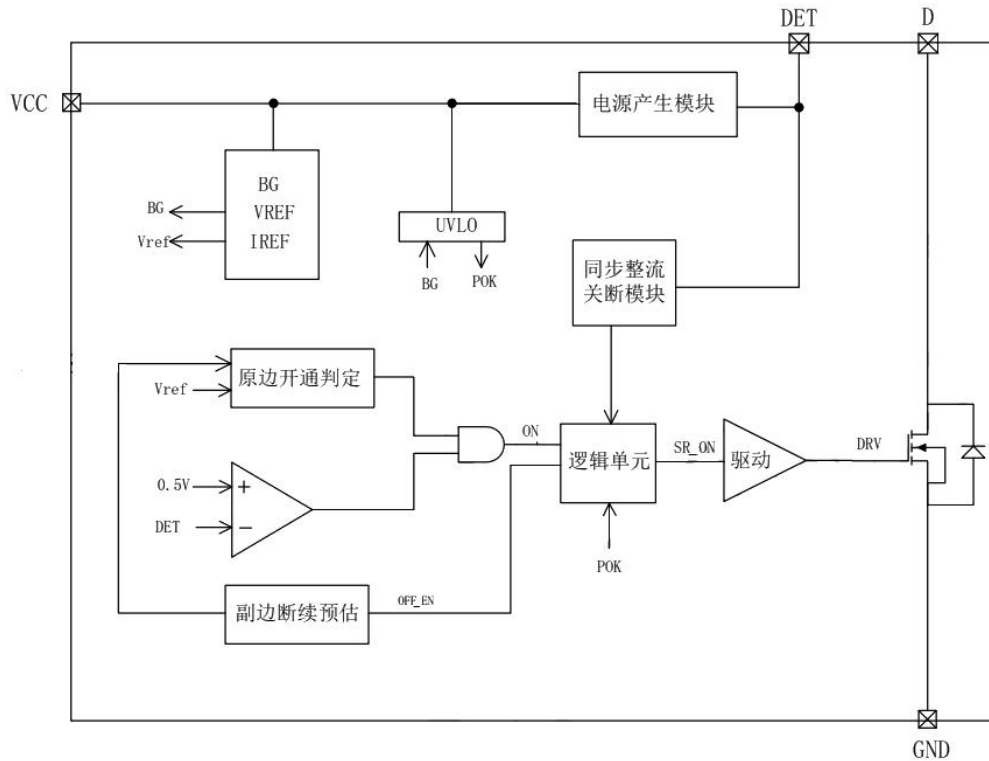 DET
D
VCC
电源产生模块
BG
VREF
IREF
BG
Vref
UVLO
BG
POK
同步整流
关断模块
原边开通判定
Vref
ON
逻辑单元
SR_ON
驱动
DRV
0.5V
+
DET
-
POK
副边断续预估
OFF_EN
GND